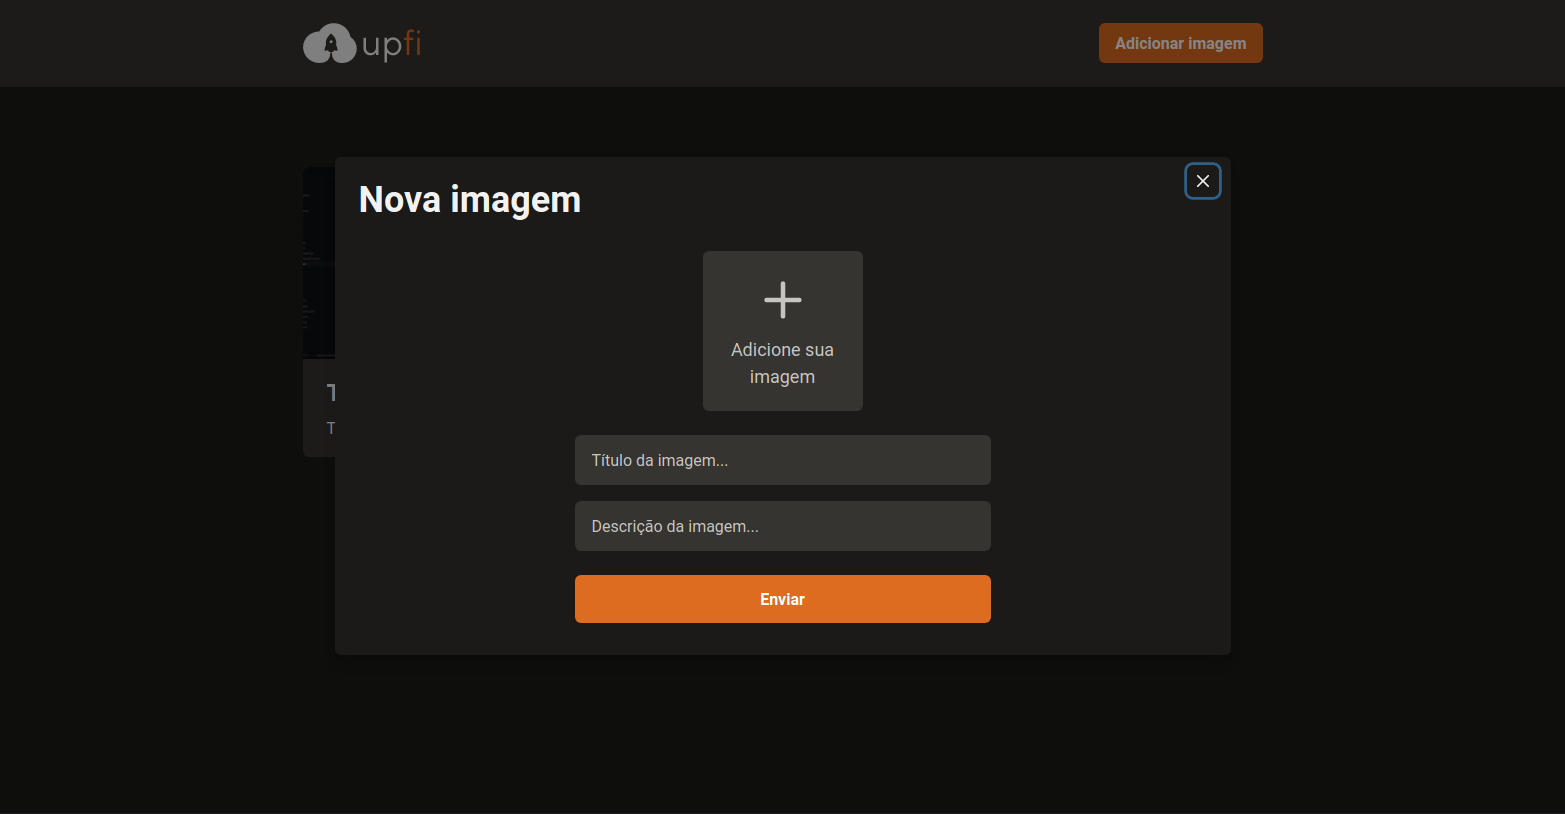 upfi
Adicionar imagem
Nova imagem
Adicione sua
imagem
Título da imagem...
Descrição da imagem...
Enviar
T
T